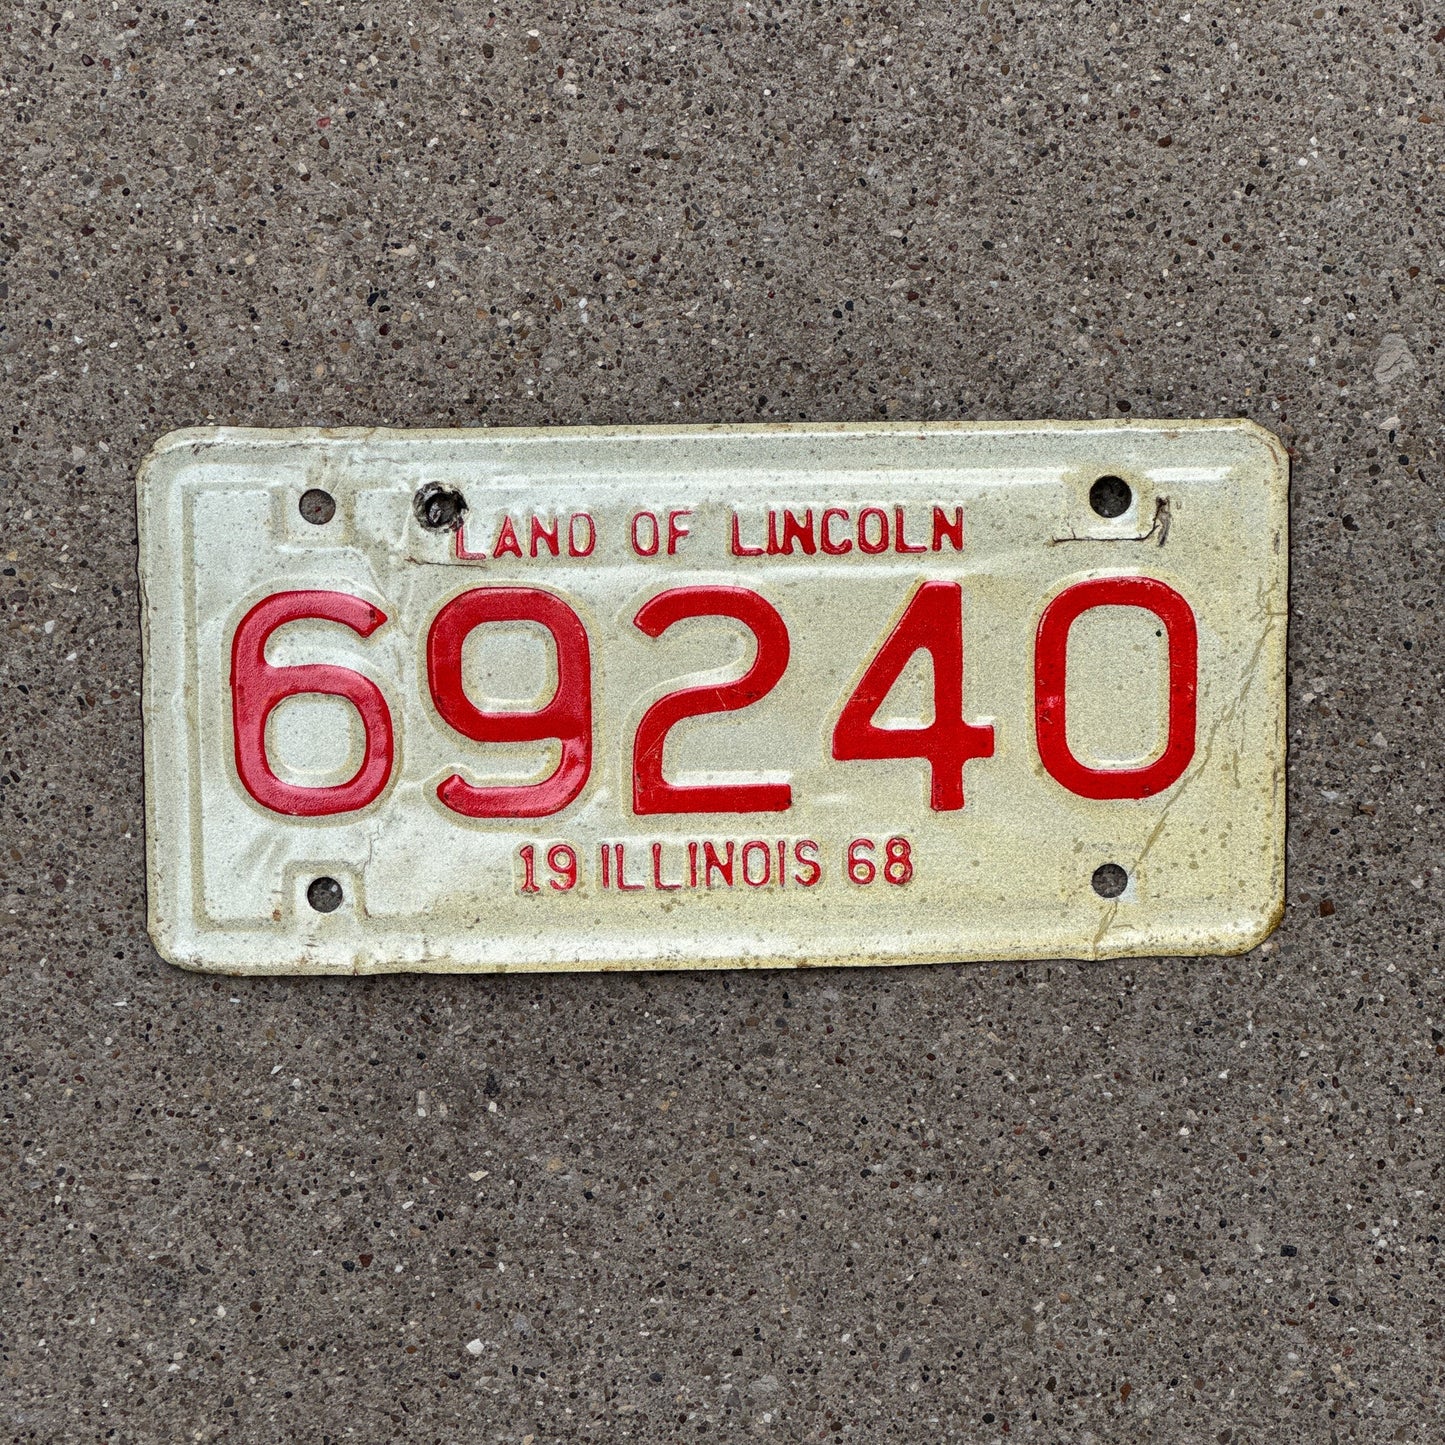 LAND OF LINCOLN
69240
19 ILLINOIS 68